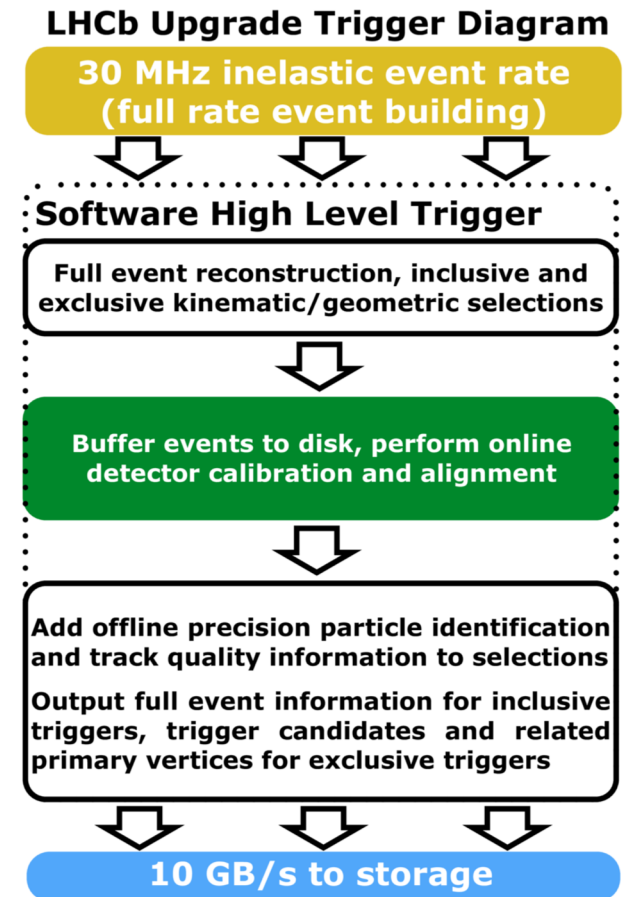 LHCb Upgrade Trigger Diagram
30 MHz inelastic event rate
(full rate event building)
Software High Level Trigger
Full event reconstruction, inclusive and
exclusive kinematic/geometric selections
Buffer events to disk, perform online
detector calibration and alignment
Add offline precision particle identification
and track quality information to selections
Output full event information for inclusive
triggers, trigger candidates and related
primary vertices for exclusive triggers
10 GB/s to storage